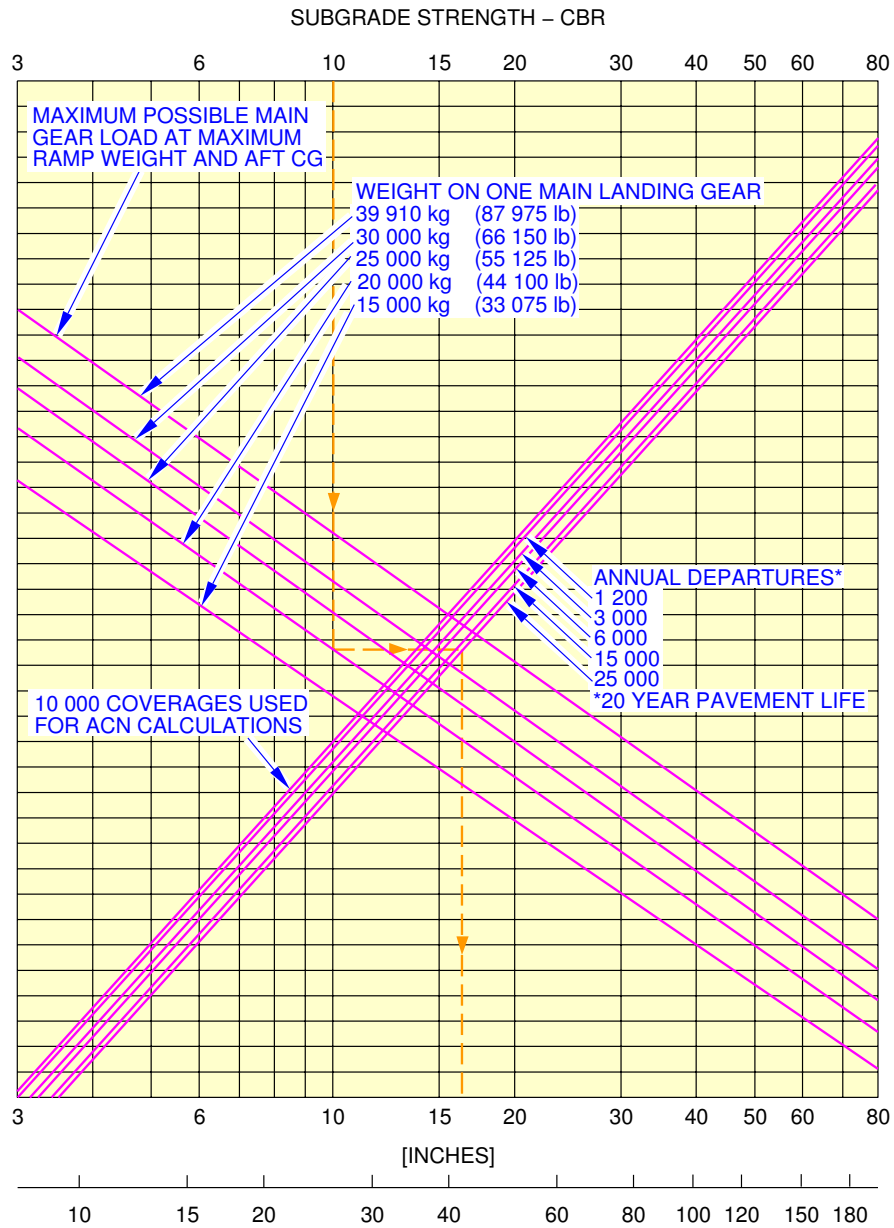 SUBGRADE STRENGTH – CBR
3 6 10 15 20 30 40 50 60 80
MAXIMUM POSSIBLE MAIN
GEAR LOAD AT MAXIMUM
RAMP WEIGHT AND AFT CG
WEIGHT ON ONE MAIN LANDING GEAR
39 910 kg (87 975 lb)
30 000 kg (66 150 lb)
25 000 kg (55 125 lb)
20 000 kg (44 100 lb)
15 000 kg (33 075 lb)
ANNUAL DEPARTURES*
1 200
3 000
6 000
15 000
25 000
*20 YEAR PAVEMENT LIFE
10 000 COVERAGES USED
FOR ACN CALCULATIONS
3 6 10 15 20 30 40 50 60 80
[INCHES]
10 15 20 30 40 60 80 100 120 150 180